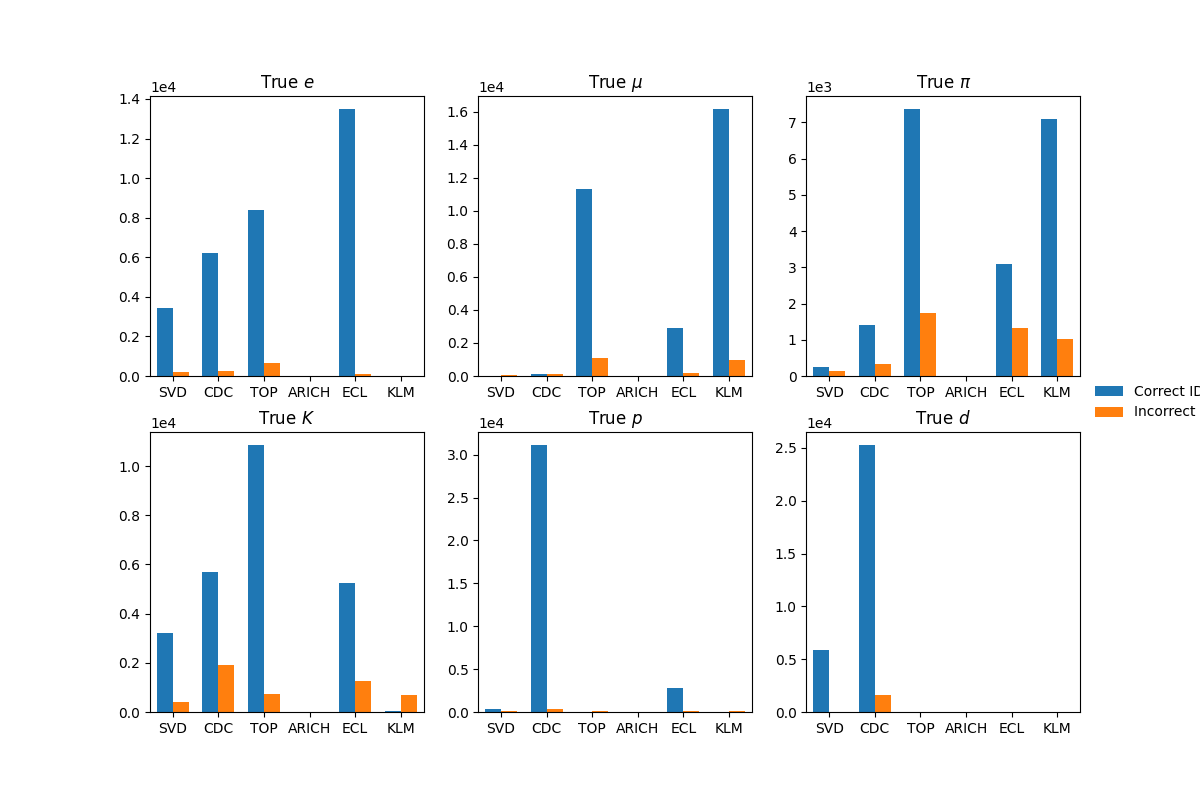 True e
True μ
True π
1e4
1e4
1e3
1.4
1.2
1.0
0.8
0.6
0.4
0.2
0.0
SVD CDC TOP ARICH ECL KLM
1.6
1.4
1.2
1.0
0.8
0.6
0.4
0.2
0.0
SVD CDC TOP ARICH ECL KLM
7
6
5
4
3
2
1
0
SVD CDC TOP ARICH ECL KLM
Correct ID
Incorrect
True K
True p
True d
1e4
1e4
1e4
1.0
0.8
0.6
0.4
0.2
0.0
SVD CDC TOP ARICH ECL KLM
3.0
2.5
2.0
1.5
1.0
0.5
0.0
SVD CDC TOP ARICH ECL KLM
2.5
2.0
1.5
1.0
0.5
0.0
SVD CDC TOP ARICH ECL KLM